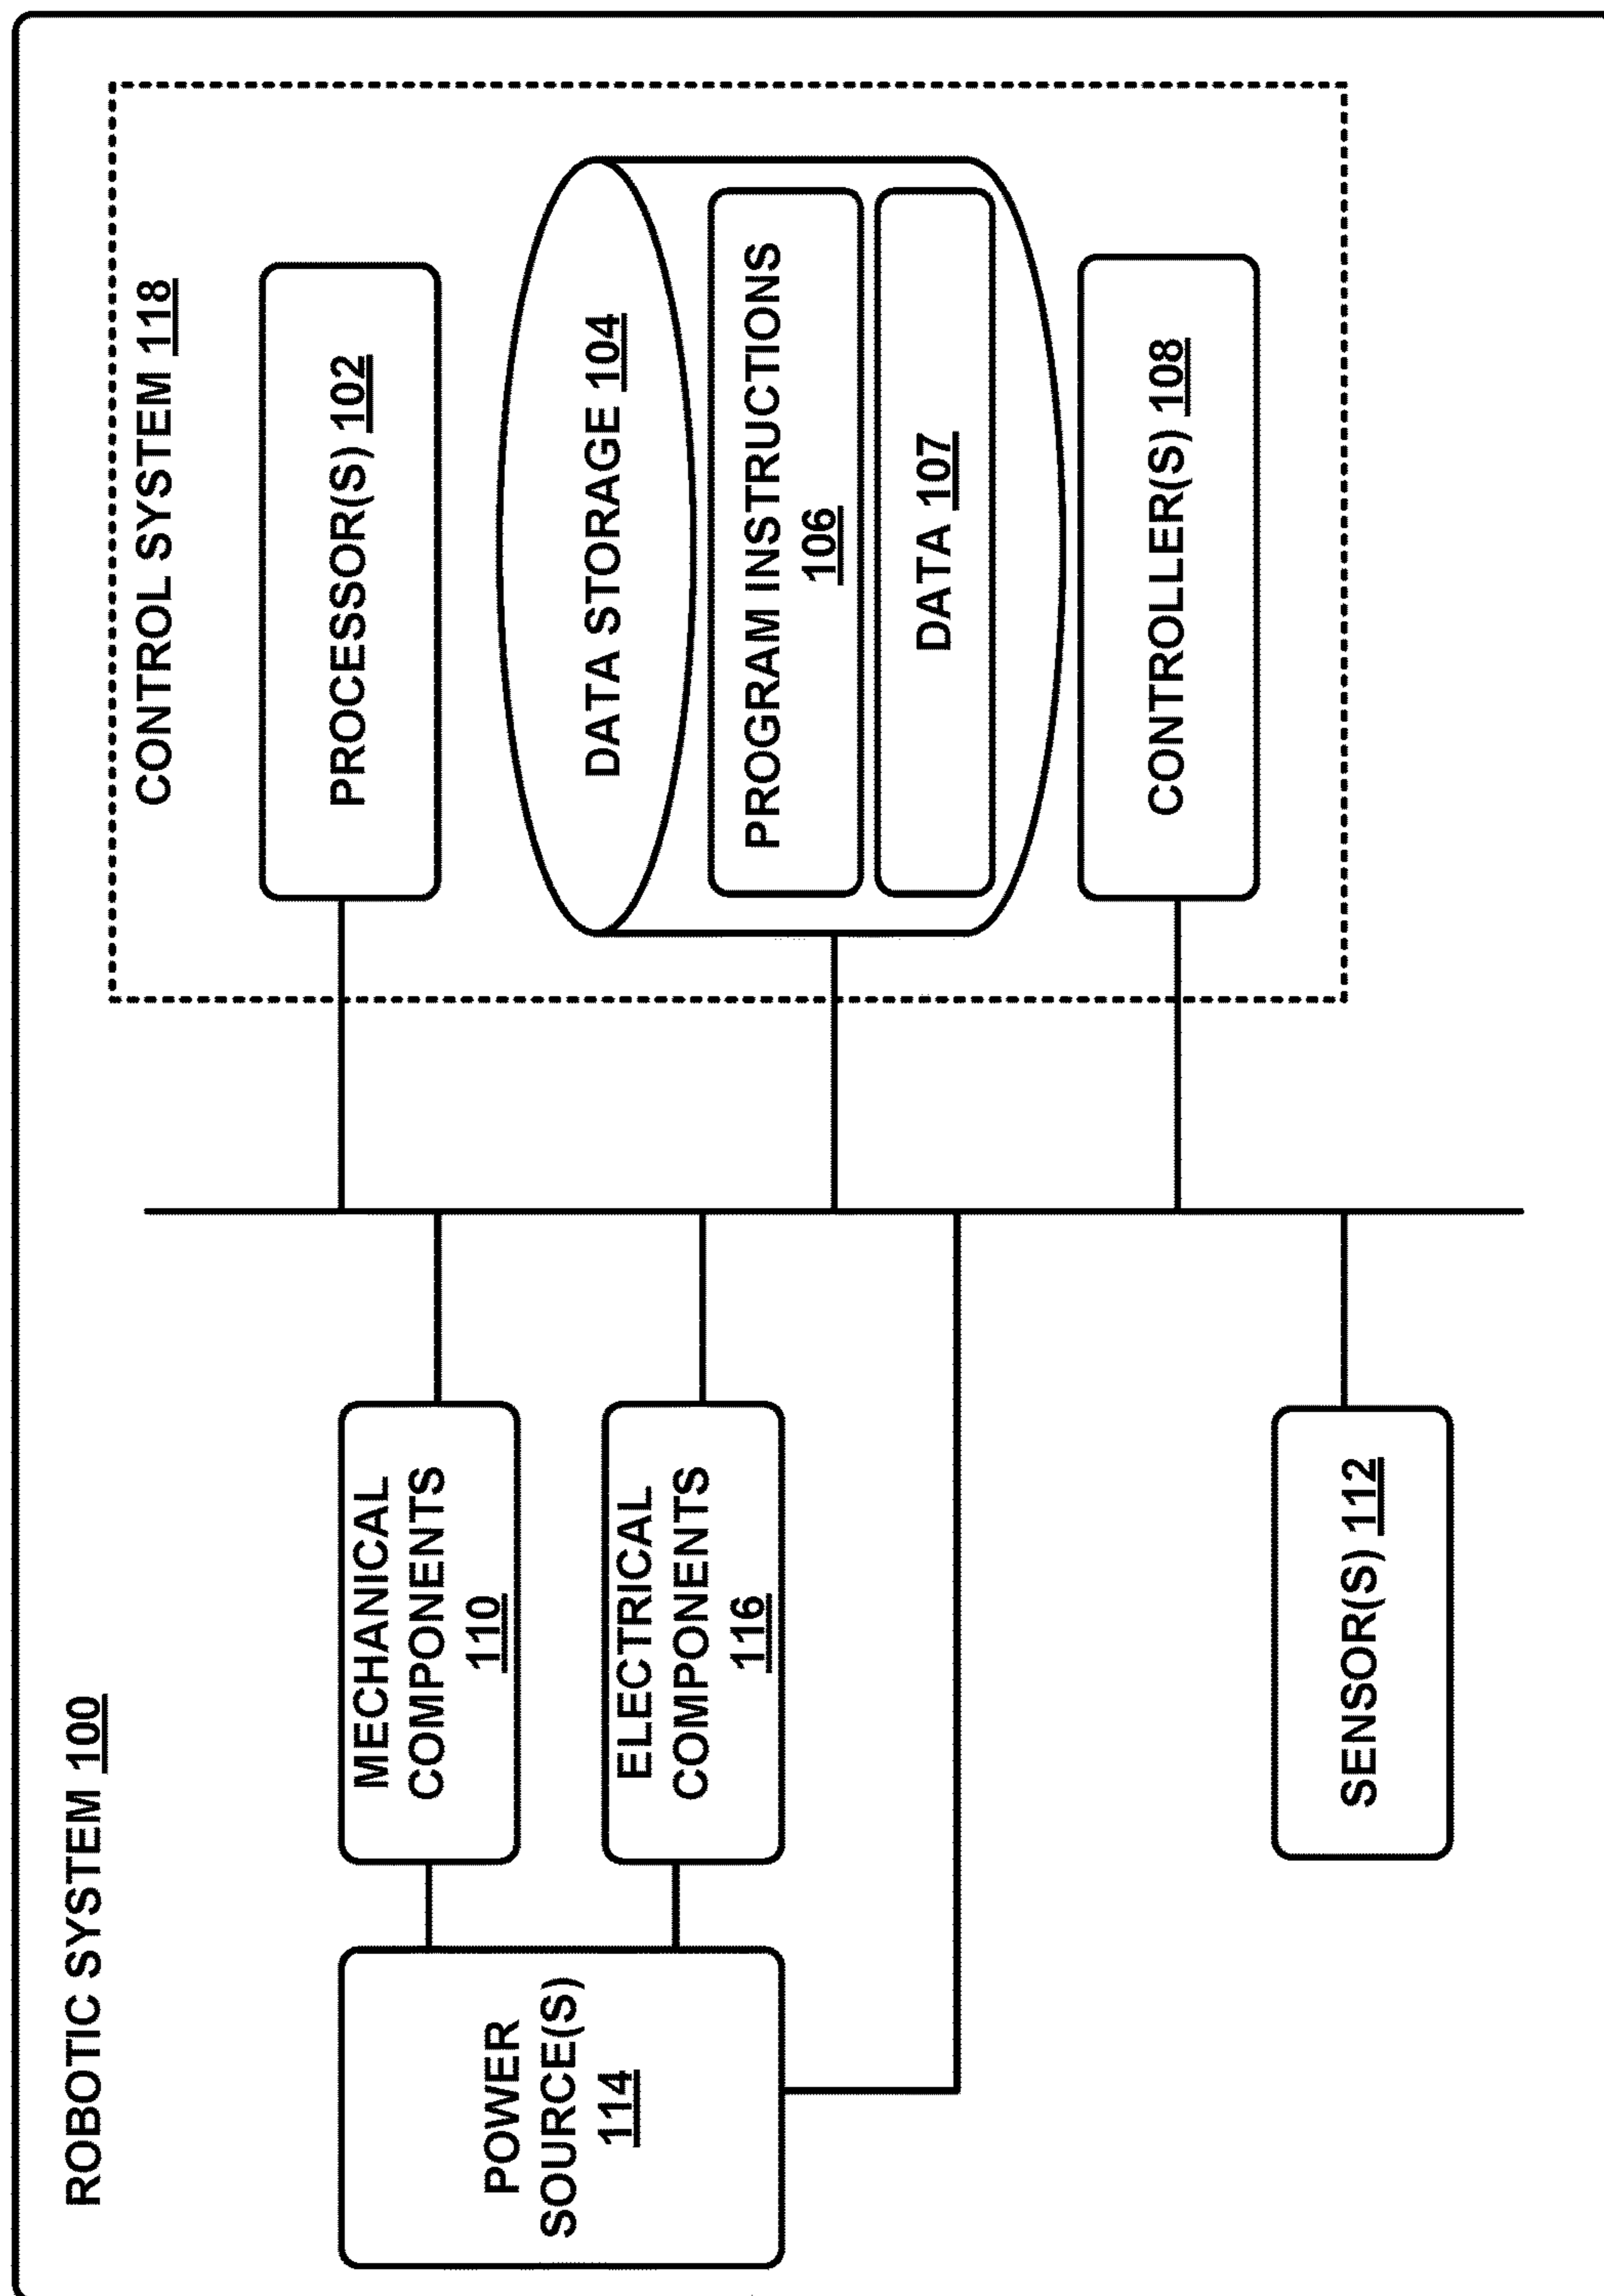 ROBOTIC SYSTEM 100
POWER
SOURCE(S)
114
MECHANICAL
COMPONENTS
110
ELECTRICAL
COMPONENTS
116
SENSOR(S) 112
CONTROL SYSTEM 118
PROCESSOR(S) 102
DATA STORAGE 104
PROGRAM INSTRUCTIONS
106
DATA 107
CONTROLLER(S) 108